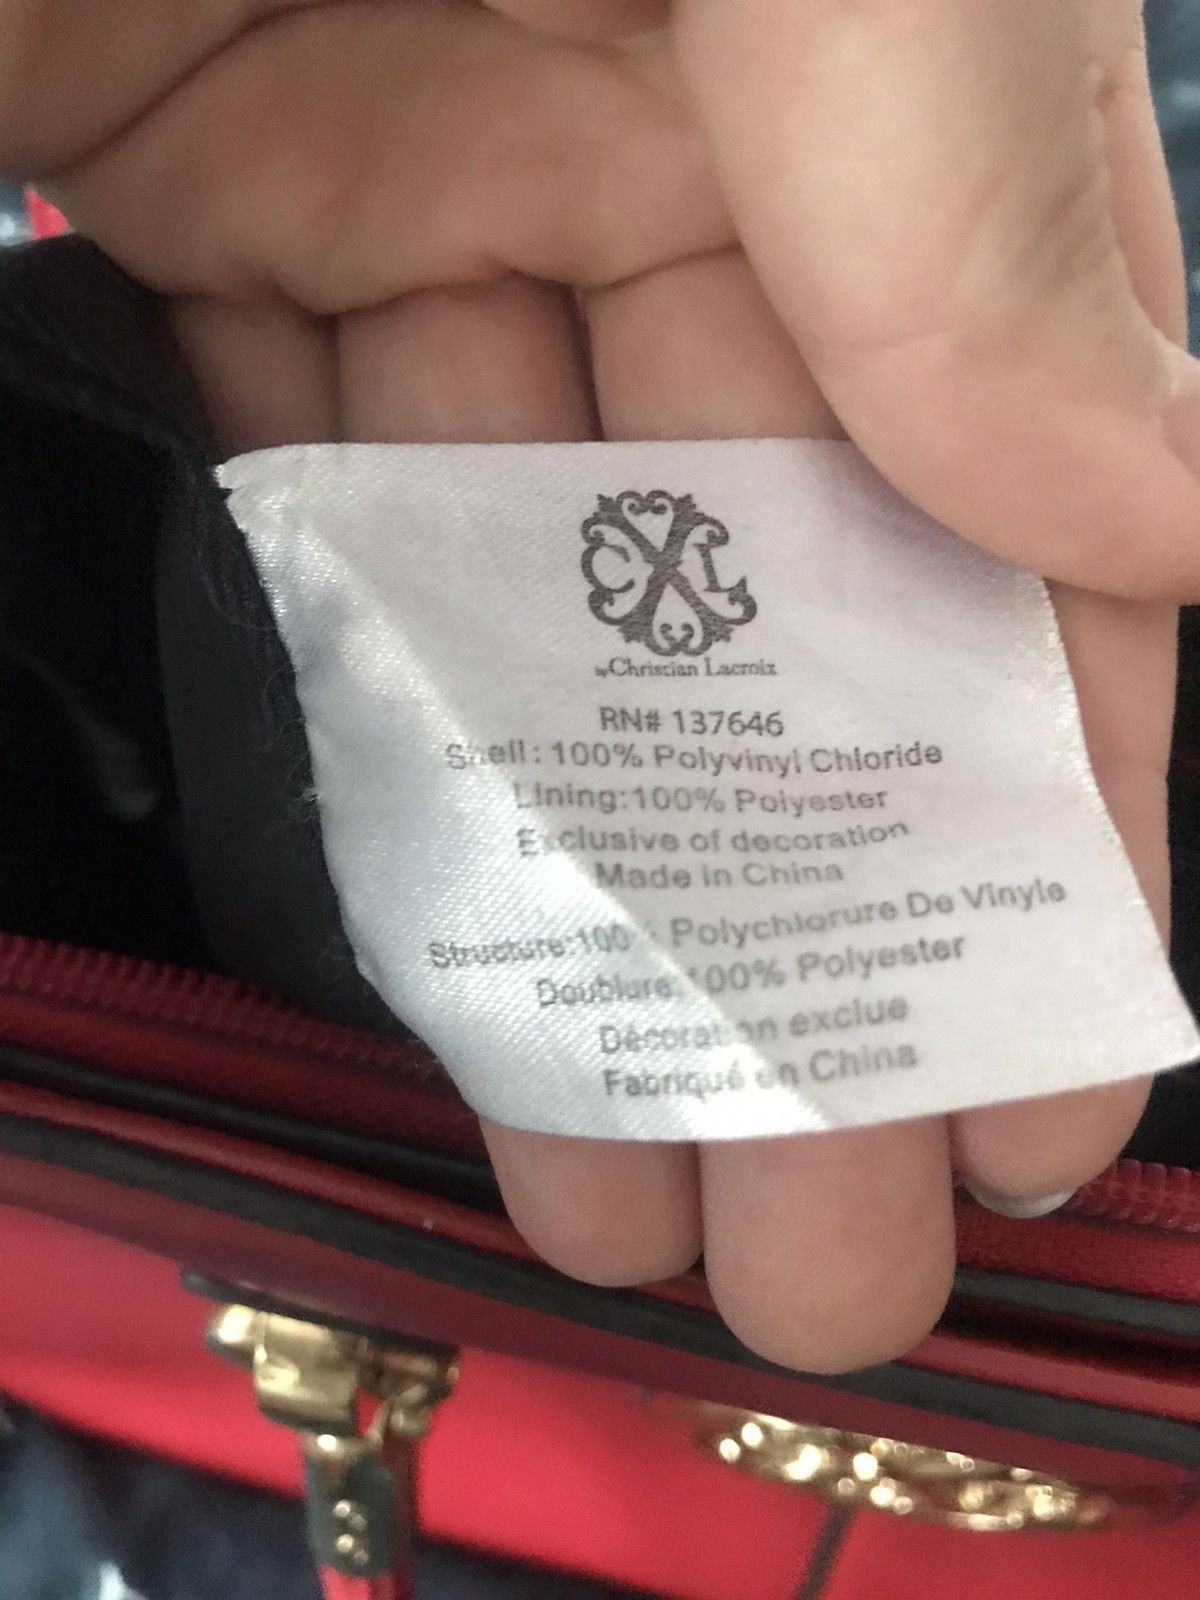 CXL
by Christian Lacroix
RN# 137646
Shell: 100% Polyvinyl Chloride
Lining:100% Polyester
Exclusive of decoration
Made in China
Structure:100% Polychlorure De Vinyle
Doublure:100% Polyester
Décoration exclue
Fabriqué en China